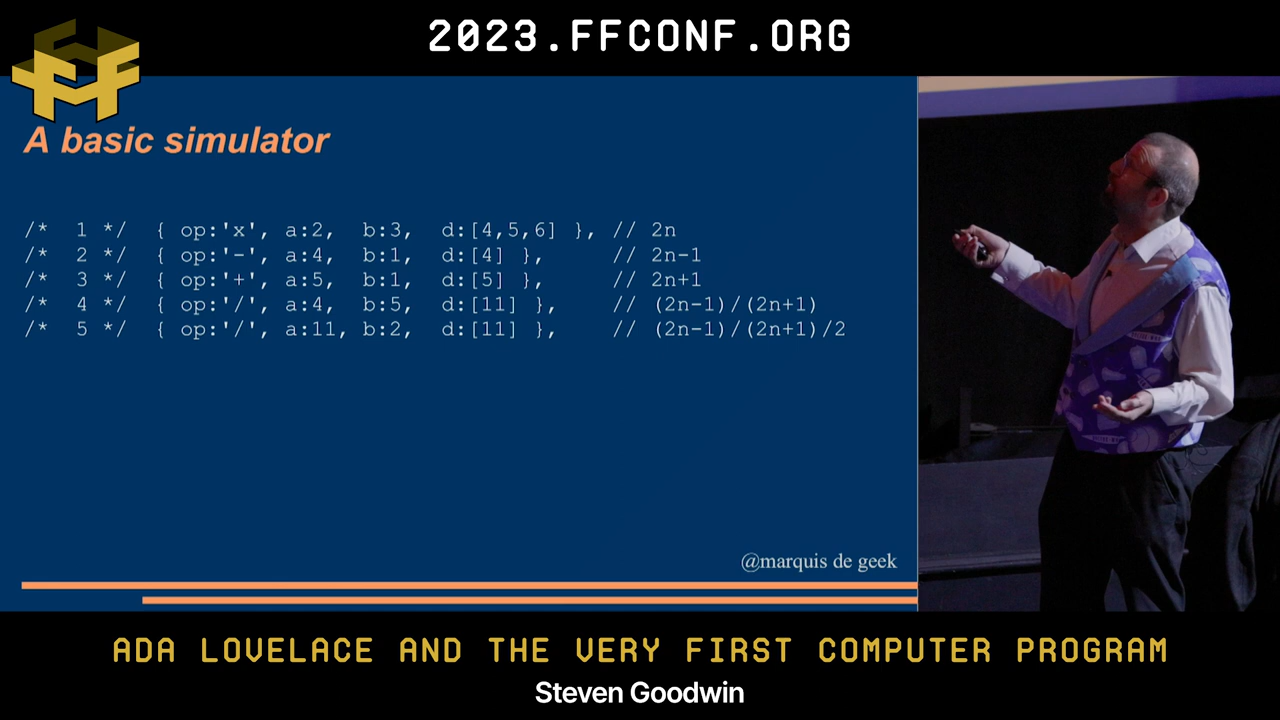 2023.FFCONF.ORG
A basic simulator
/*  1 */  { op:'x', a:2,  b:3,  d:[4,5,6] }, // 2n
/*  2 */  { op:'-', a:4,  b:1,  d:[4] },     // 2n-1
/*  3 */  { op:'+', a:5,  b:1,  d:[5] },     // 2n+1
/*  4 */  { op:'/', a:4,  b:5,  d:[11] },    // (2n-1)/(2n+1)
/*  5 */  { op:'/', a:11, b:2,  d:[11] },    // (2n-1)/(2n+1)/2
@marquis de geek
ADA LOVELACE AND THE VERY FIRST COMPUTER PROGRAM
Steven Goodwin